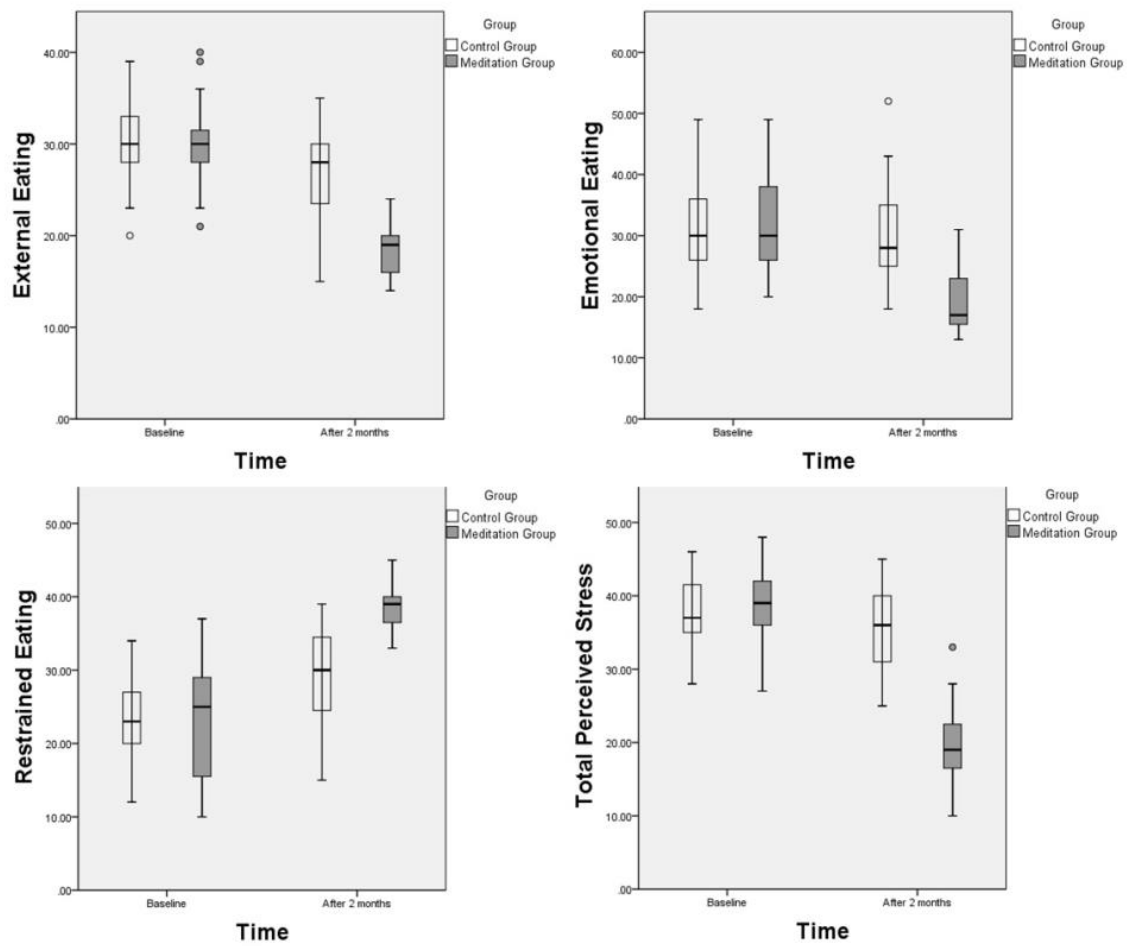 Group
Control Group
Meditation Group
40.00
30.00
20.00
10.00
.00
External Eating
Baseline
After 2 months
Time
Group
Control Group
Meditation Group
60.00
50.00
40.00
30.00
20.00
10.00
.00
Emotional Eating
Baseline
After 2 months
Time
Group
Control Group
Meditation Group
50.00
40.00
30.00
20.00
10.00
.00
Restrained Eating
Baseline
After 2 months
Time
Group
Control Group
Meditation Group
50.00
40.00
30.00
20.00
10.00
.00
Total Perceived Stress
Baseline
After 2 months
Time